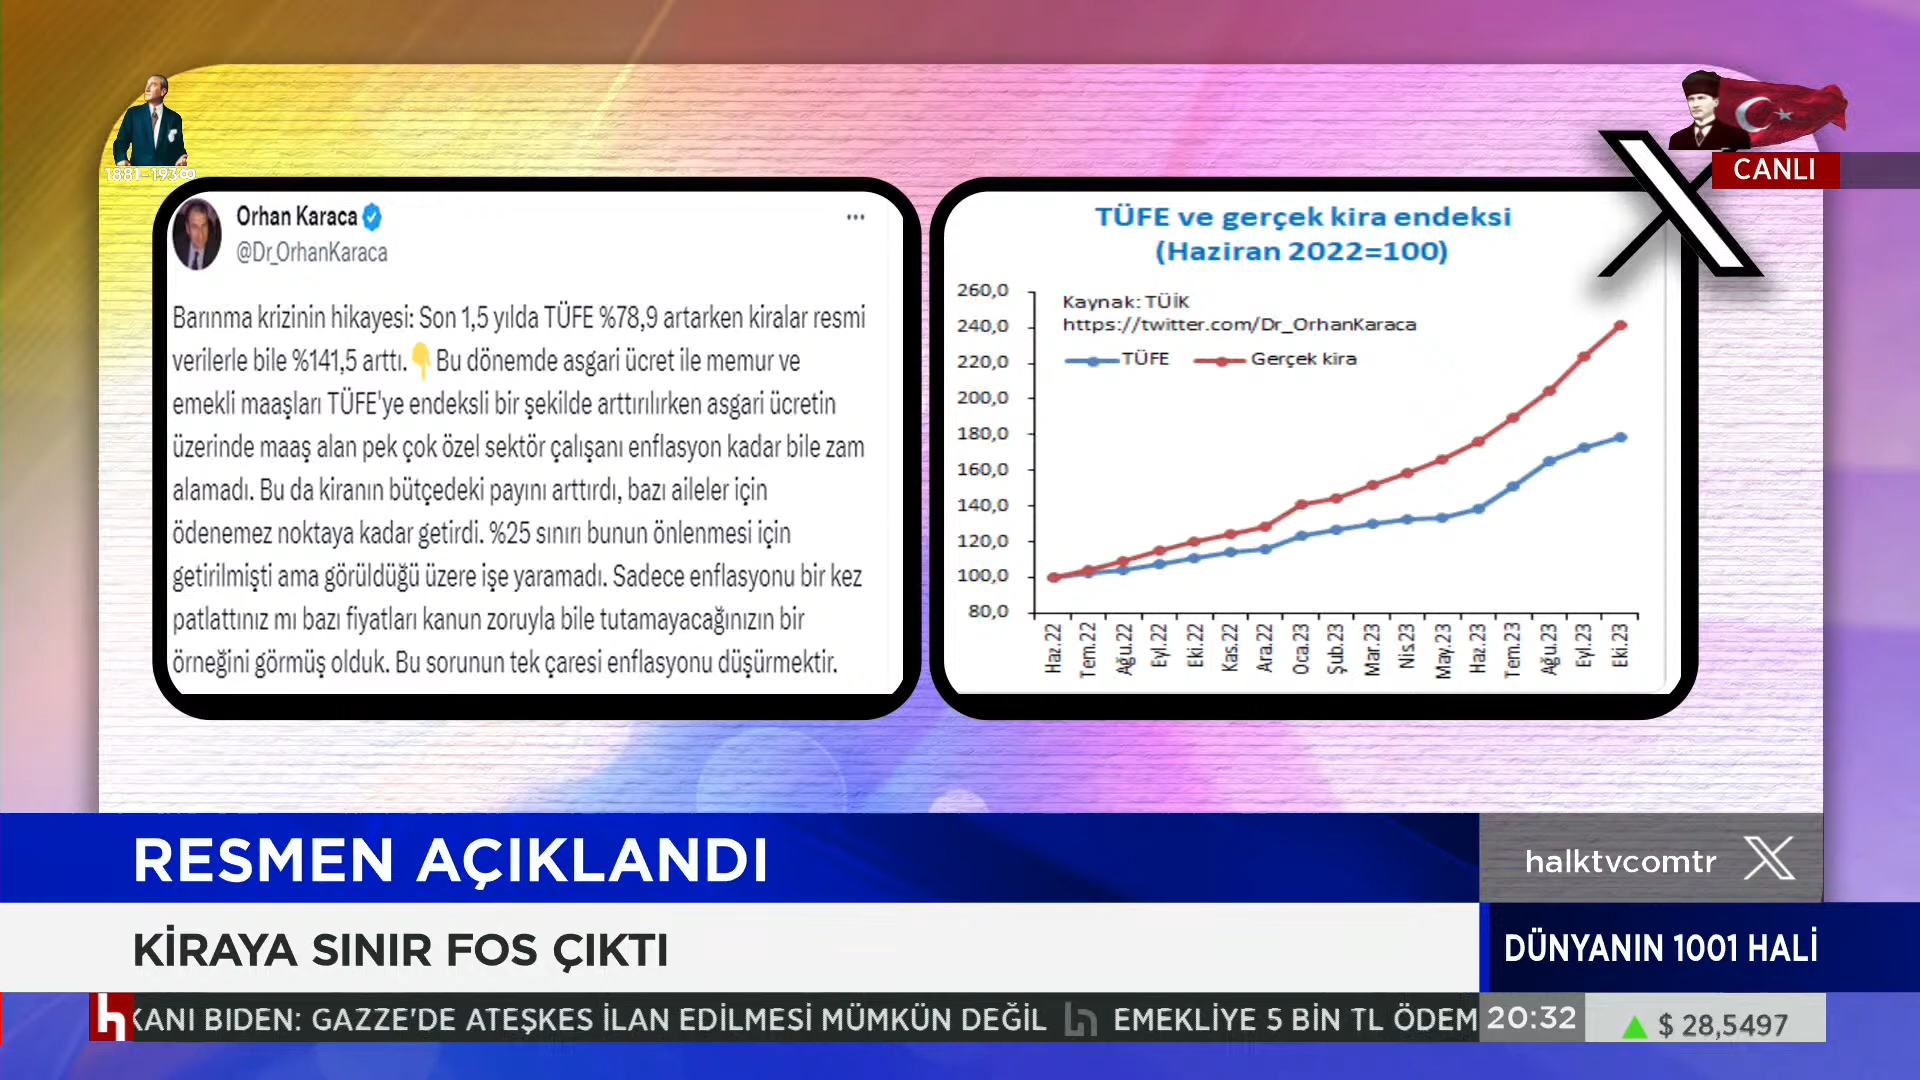 1881-193∞
CANLI
Orhan Karaca
@Dr_OrhanKaraca
Barınma krizinin hikayesi: Son 1,5 yılda TÜFE %78,9 artarken kiralar resmi
verilerle bile %141,5 arttı.👇Bu dönemde asgari ücret ile memur ve
emekli maaşları TÜFE'ye endeksli bir şekilde arttırılırken asgari ücretin
üzerinde maaş alan pek çok özel sektör çalışanı enflasyon kadar bile zam
alamadı. Bu da kiranın bütçedeki payını arttırdı, bazı aileler için
ödenemez noktaya kadar getirdi. %25 sınırı bunun önlenmesi için
getirilmişti ama görüldüğü üzere işe yaramadı. Sadece enflasyonu bir kez
patlattınız mı bazı fiyatları kanun zoruyla bile tutamayacağınızın bir
örneğini görmüş olduk. Bu sorunun tek çaresi enflasyonu düşürmektir.
TÜFE ve gerçek kira endeksi
(Haziran 2022=100)
Kaynak: TÜİK
https://twitter.com/Dr_OrhanKaraca
TÜFE Gerçek kira
260,0
240,0
220,0
200,0
180,0
160,0
140,0
120,0
100,0
80,0
Haz.22 Tem.22 Ağu.22 Eyl.22 Eki.22 Kas.22 Ara.22 Oca.23 Şub.23 Mar.23 Nis.23 May.23 Haz.23 Tem.23 Ağu.23 Eyl.23 Eki.23
RESMEN AÇIKLANDI
halktvcomtr X
KİRAYA SINIR FOS ÇIKTI
DÜNYANIN 1001 HALİ
h KANI BIDEN: GAZZE'DE ATEŞKES İLAN EDİLMESİ MÜMKÜN DEĞİL h EMEKLİYE 5 BİN TL ÖDEM 20:32 $ 28,5497